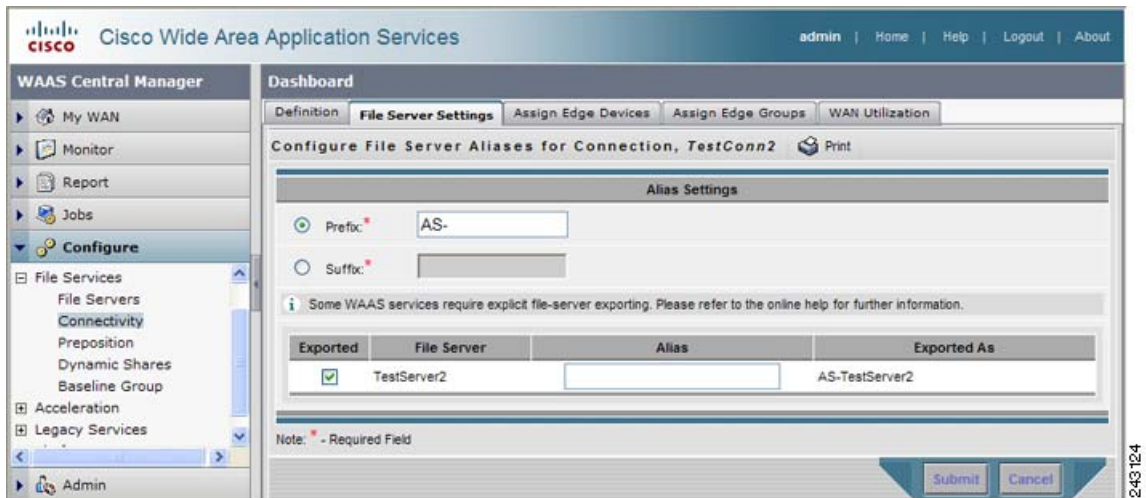 CISCO
Cisco Wide Area Application Services
admin | Home | Help | Logout | About
WAAS Central Manager
My WAN
Monitor
Report
Jobs
Configure
File Services
File Servers
Connectivity
Preposition
Dynamic Shares
Baseline Group
Acceleration
Legacy Services
Admin
Dashboard
Definition
File Server Settings
Assign Edge Devices
Assign Edge Groups
WAN Utilization
Configure File Server Aliases for Connection, TestConn2
Print
Alias Settings
Prefix:* AS-
Suffix:*
i Some WAAS services require explicit file-server exporting. Please refer to the online help for further information.
Exported File Server Alias Exported As
TestServer2 AS-TestServer2
Note: * - Required Field
Submit Cancel
243124